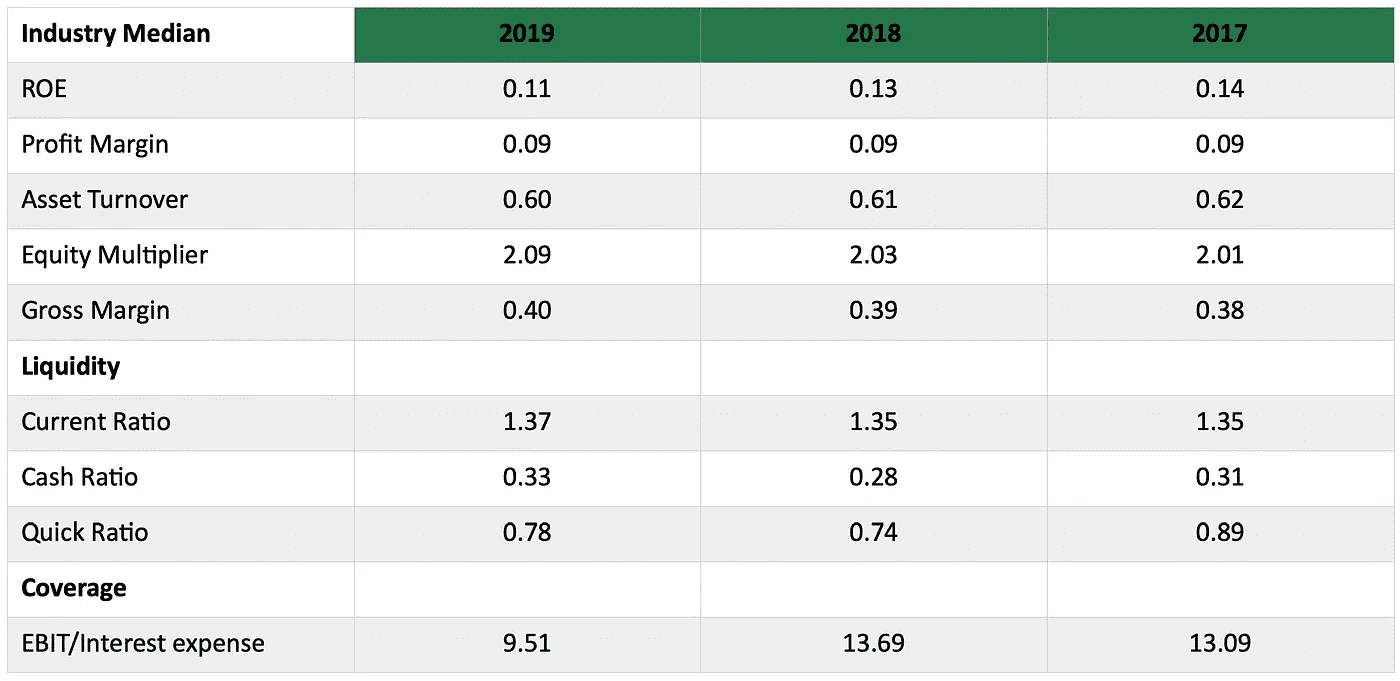 Industry Median 2019 2018 2017
ROE 0.11 0.13 0.14
Profit Margin 0.09 0.09 0.09
Asset Turnover 0.60 0.61 0.62
Equity Multiplier 2.09 2.03 2.01
Gross Margin 0.40 0.39 0.38
Liquidity
Current Ratio 1.37 1.35 1.35
Cash Ratio 0.33 0.28 0.31
Quick Ratio 0.78 0.74 0.89
Coverage
EBIT/Interest expense 9.51 13.69 13.09